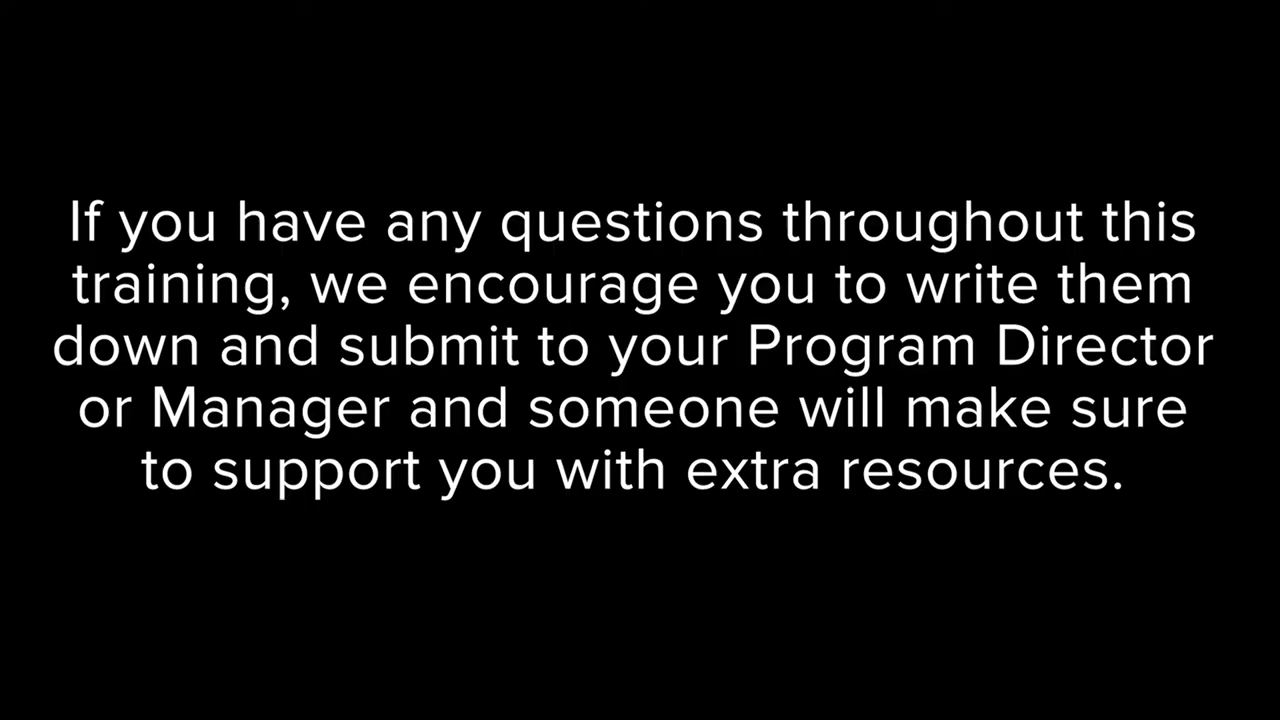 If you have any questions throughout this
training, we encourage you to write them
down and submit to your Program Director
or Manager and someone will make sure
to support you with extra resources.